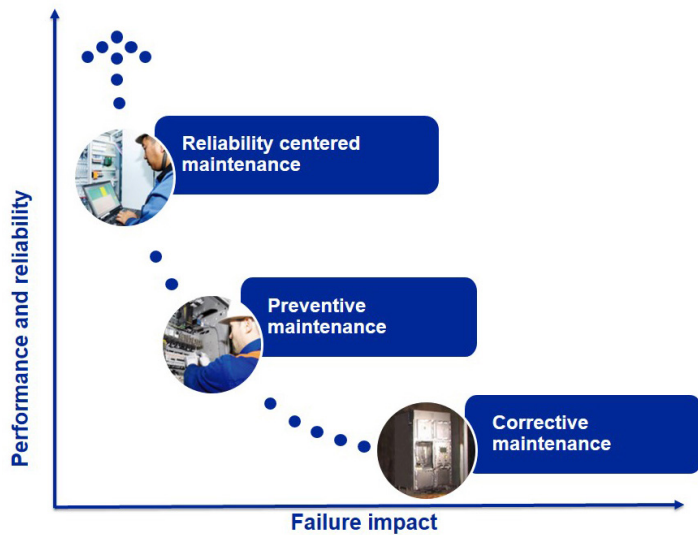 Reliability centered
maintenance
Preventive
maintenance
Corrective
maintenance
Performance and reliability
Failure impact